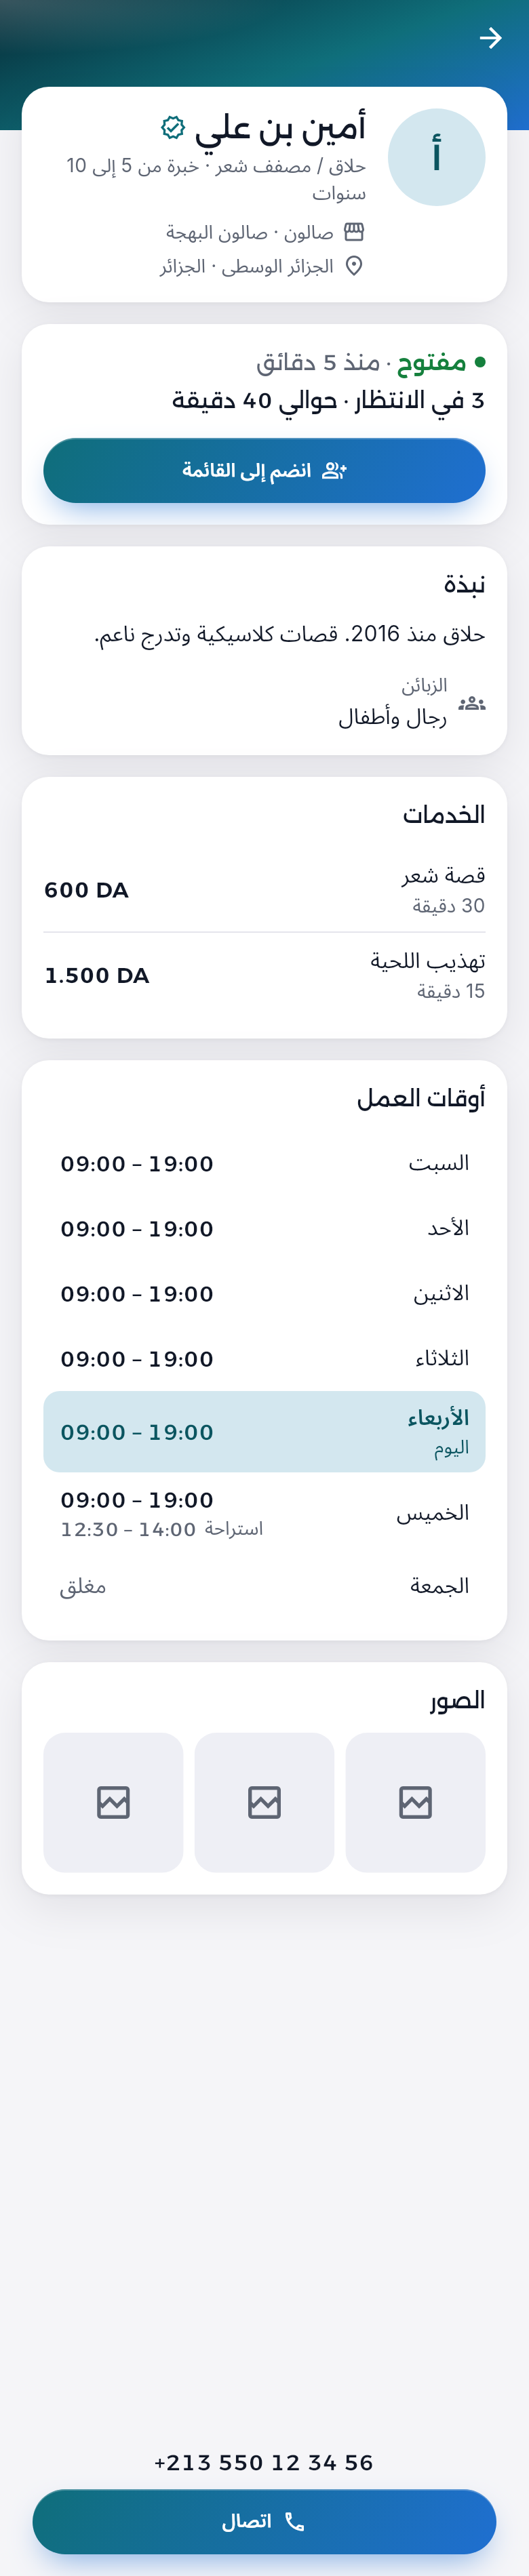 أ
أمين بن علي
حلاق / مصفف شعر · خبرة من 5 إلى 10
سنوات
صالون · صالون البهجة
الجزائر الوسطى · الجزائر
مفتوح · منذ 5 دقائق
3 في الانتظار · حوالي 40 دقيقة
انضم إلى القائمة
نبذة
حلاق منذ 2016. قصات كلاسيكية وتدرج ناعم.
الزبائن
رجال وأطفال
الخدمات
قصة شعر
30 دقيقة
600 DA
تهذيب اللحية
15 دقيقة
1.500 DA
أوقات العمل
السبت 09:00 – 19:00
الأحد 09:00 – 19:00
الاثنين 09:00 – 19:00
الثلاثاء 09:00 – 19:00
الأربعاء 09:00 – 19:00
اليوم
الخميس 09:00 – 19:00
استراحة 12:30 – 14:00
الجمعة مغلق
الصور
+213 550 12 34 56
اتصال